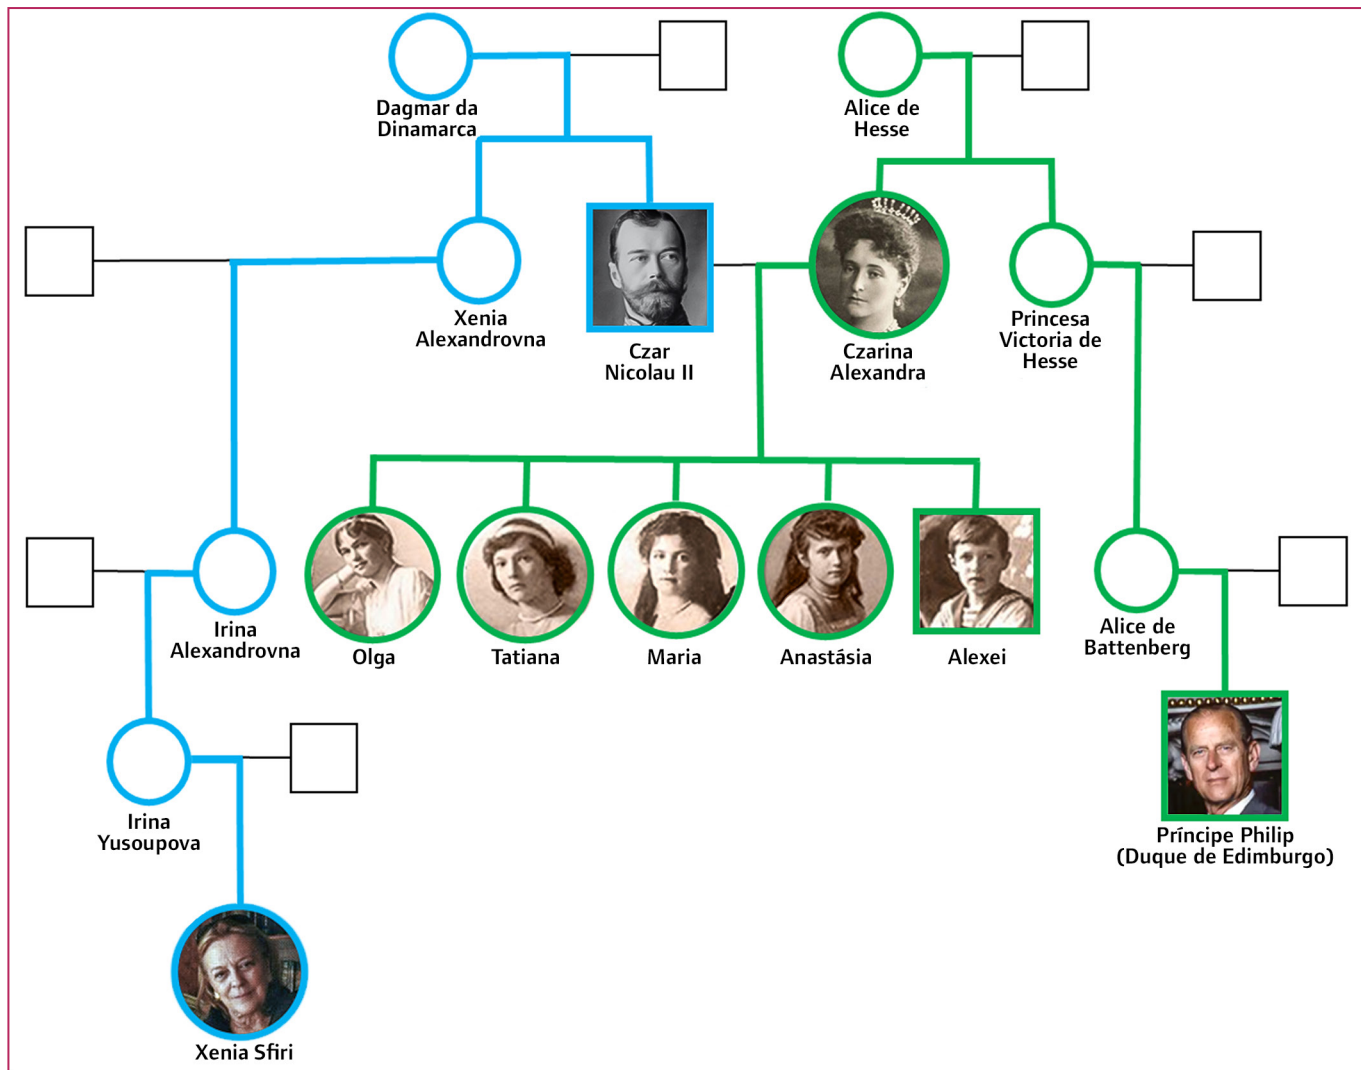 Dagmar da
Dinamarca
Alice de
Hesse
Xenia
Alexandrovna
Czar
Nicolau II
Czarina
Alexandra
Princesa
Victoria de
Hesse
Irina
Alexandrovna
Olga
Tatiana
Maria
Anastásia
Alexei
Alice de
Battenberg
Irina
Yusoupova
Príncipe Philip
(Duque de Edimburgo)
Xenia Sfiri